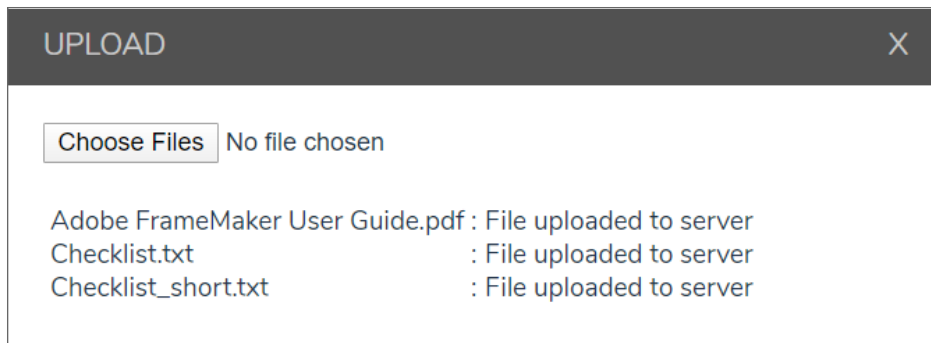 UPLOAD X
Choose Files No file chosen
Adobe FrameMaker User Guide.pdf : File uploaded to server
Checklist.txt : File uploaded to server
Checklist_short.txt : File uploaded to server